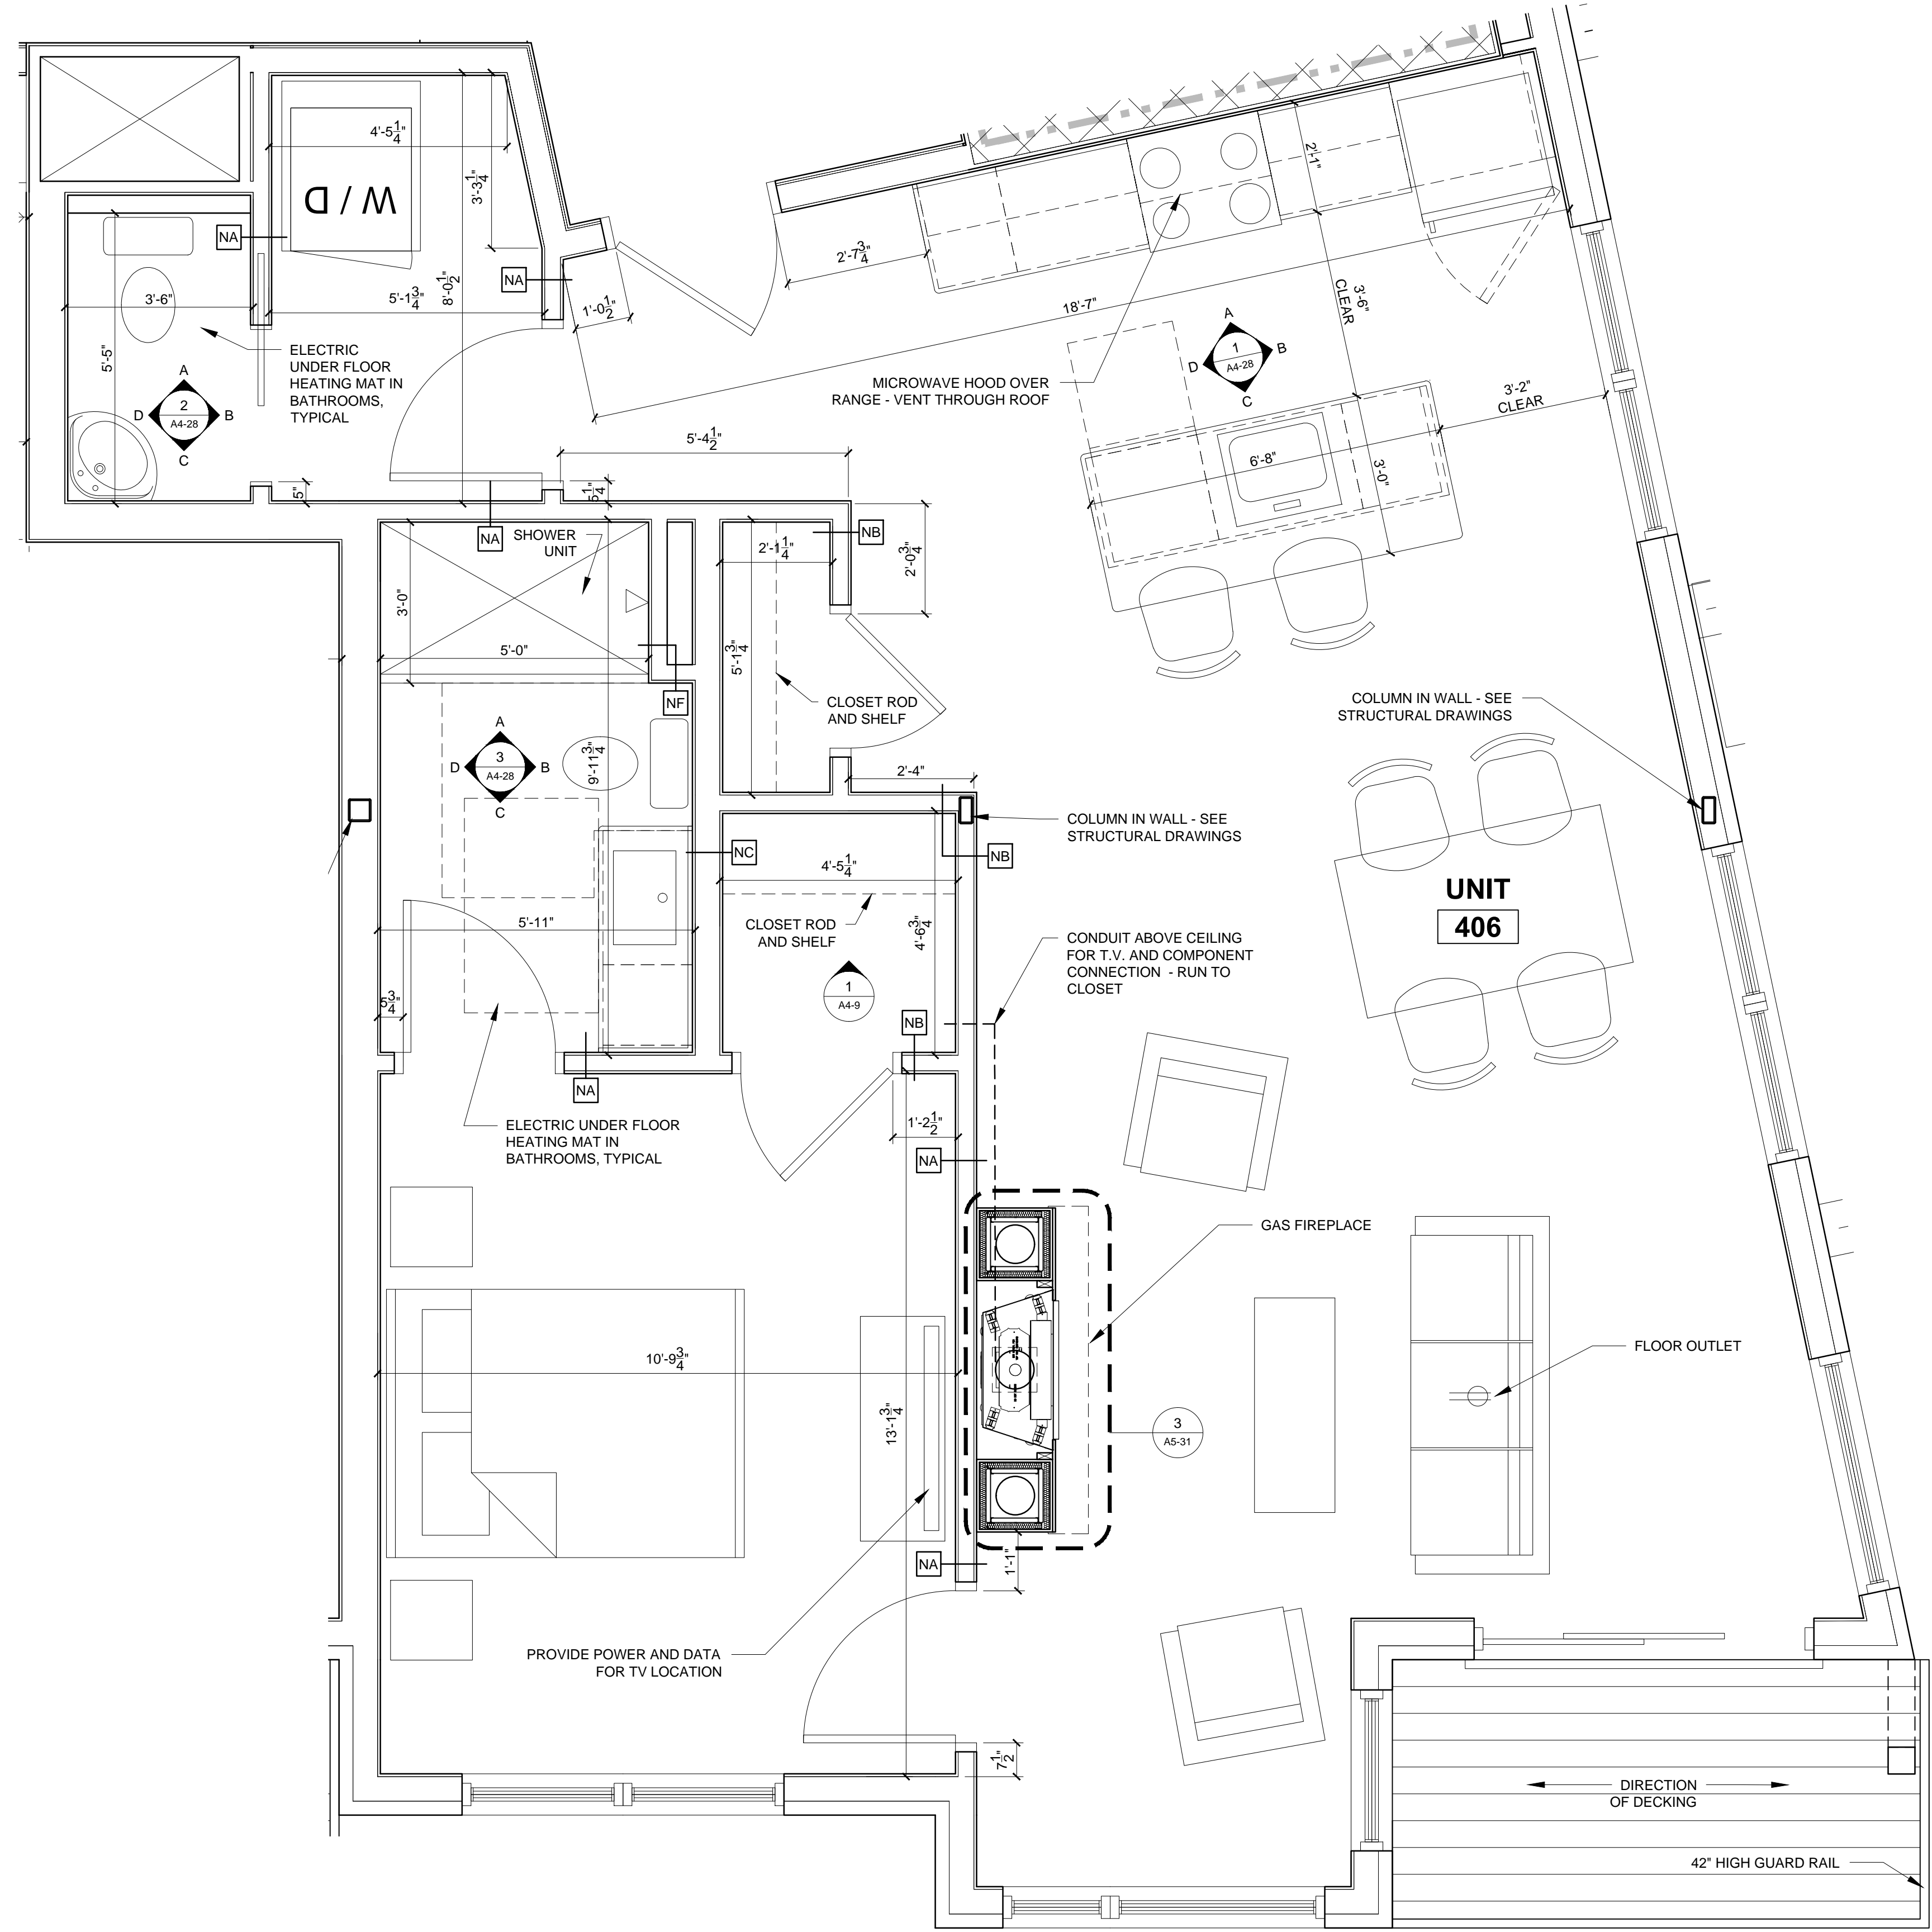 4'-5 1/4"
W / D
3'-3 1/4"
2'-1"
NA
NA
2'-7 3/4"
3'-6"
5'-1 3/4"
8'-0 1/2"
1'-0 1/2"
18'-7"
3'-6"
CLEAR
5'-5"
ELECTRIC
UNDER FLOOR
HEATING MAT IN
BATHROOMS,
TYPICAL
A
D
2
A4-28
B
C
A
D
1
A4-28
B
C
MICROWAVE HOOD OVER
RANGE - VENT THROUGH ROOF
3'-2"
CLEAR
5'-4 1/2"
6'-8"
3'-0"
5"
5 1/4"
NA
SHOWER
UNIT
NB
2'-1 1/4"
2'-0 3/4"
3'-0"
5'-0"
5'-1 3/4"
NF
CLOSET ROD
AND SHELF
COLUMN IN WALL - SEE
STRUCTURAL DRAWINGS
A
D
3
A4-28
B
C
9'-11 3/4"
2'-4"
COLUMN IN WALL - SEE
STRUCTURAL DRAWINGS
NC
NB
4'-5 1/4"
UNIT
406
5'-11"
CLOSET ROD
AND SHELF
4'-6 3/4"
CONDUIT ABOVE CEILING
FOR T.V. AND COMPONENT
CONNECTION - RUN TO
CLOSET
1
A4-9
5 3/4"
NB
NA
ELECTRIC UNDER FLOOR
HEATING MAT IN
BATHROOMS, TYPICAL
1'-2 1/2"
NA
GAS FIREPLACE
10'-9 3/4"
FLOOR OUTLET
13'-1 3/4"
3
A5-31
NA
1'-1"
PROVIDE POWER AND DATA
FOR TV LOCATION
7 1/2"
DIRECTION
OF DECKING
42" HIGH GUARD RAIL